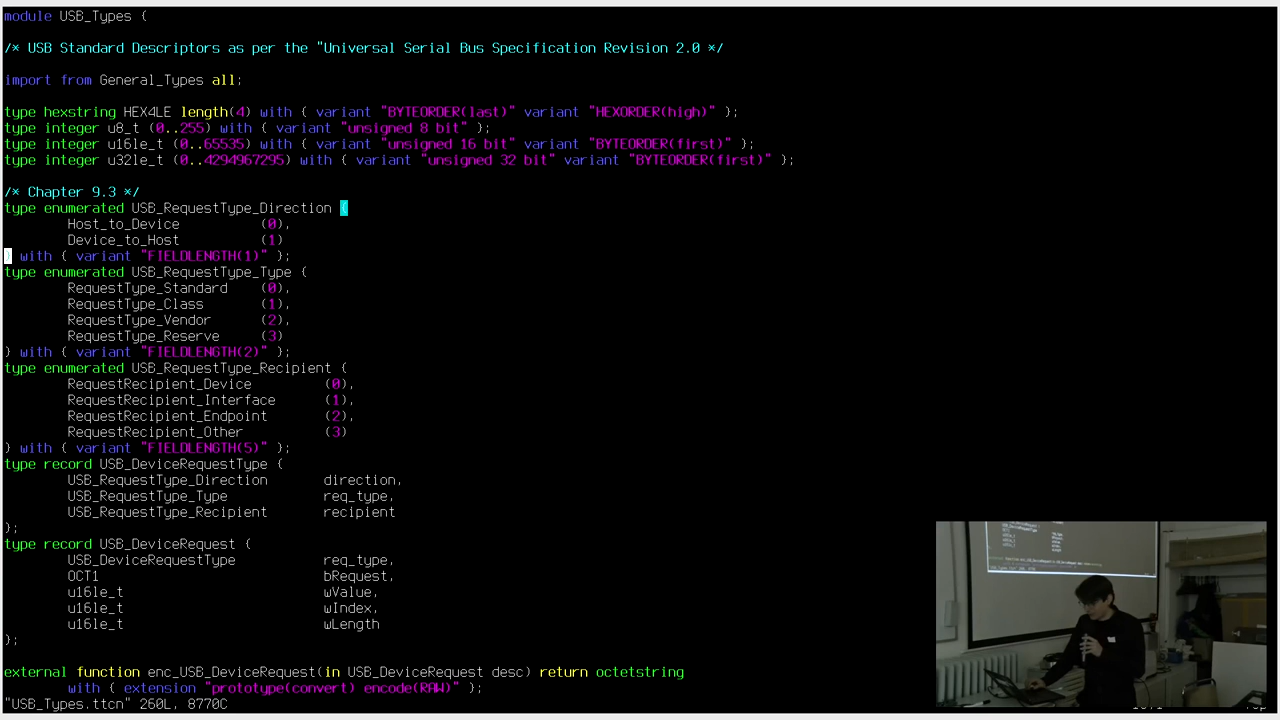 module USB_Types {
/* USB Standard Descriptors as per the "Universal Serial Bus Specification Revision 2.0 */
import from General_Types all;
type hexstring HEX4LE length(4) with { variant "BYTEORDER(last)" variant "HEXORDER(high)" };
type integer u8_t (0..255) with { variant "unsigned 8 bit" };
type integer u16le_t (0..65535) with { variant "unsigned 16 bit" variant "BYTEORDER(first)" };
type integer u32le_t (0..4294967295) with { variant "unsigned 32 bit" variant "BYTEORDER(first)" };
/* Chapter 9.3 */
type enumerated USB_RequestType_Direction {
Host_to_Device (0),
Device_to_Host (1)
} with { variant "FIELDLENGTH(1)" };
type enumerated USB_RequestType_Type {
RequestType_Standard (0),
RequestType_Class (1),
RequestType_Vendor (2),
RequestType_Reserve (3)
} with { variant "FIELDLENGTH(2)" };
type enumerated USB_RequestType_Recipient {
RequestRecipient_Device (0),
RequestRecipient_Interface (1),
RequestRecipient_Endpoint (2),
RequestRecipient_Other (3)
} with { variant "FIELDLENGTH(5)" };
type record USB_DeviceRequestType {
USB_RequestType_Direction direction,
USB_RequestType_Type req_type,
USB_RequestType_Recipient recipient
};
type record USB_DeviceRequest {
USB_DeviceRequestType req_type,
OCT1 bRequest,
u16le_t wValue,
u16le_t wIndex,
u16le_t wLength
};
external function enc_USB_DeviceRequest(in USB_DeviceRequest desc) return octetstring
with { extension "prototype(convert) encode(RAW)" };
"USB_Types.ttcn" 260L, 8770C